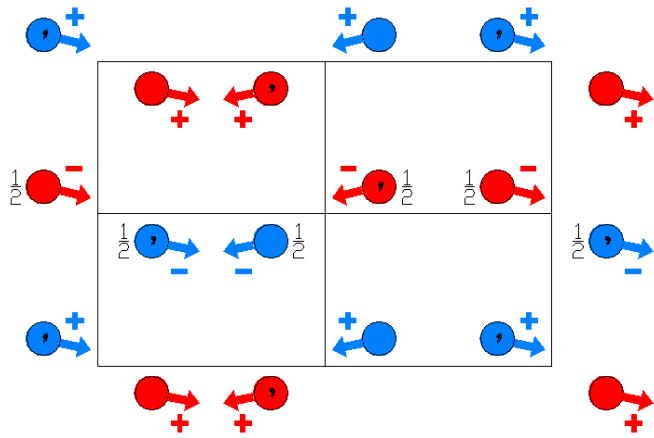 , + + , +
, + + +
1/2 − − , 1/2 1/2 −
1/2 , − − 1/2 1/2 , −
, + + , +
, + + +